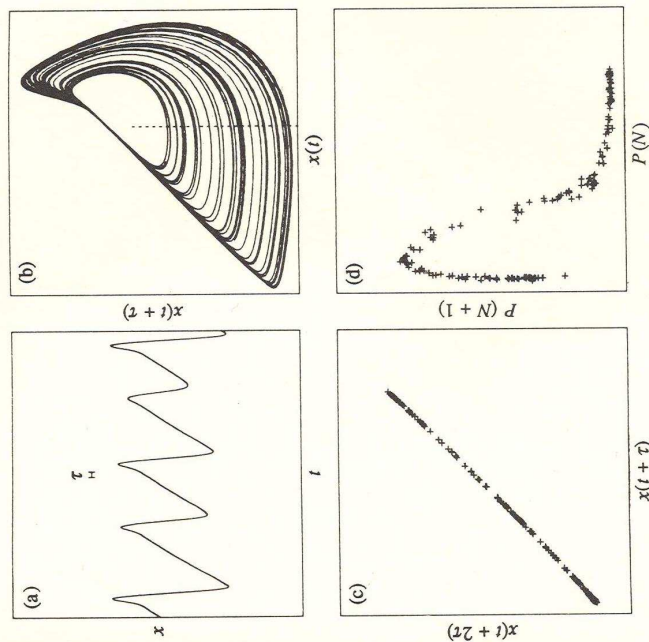 (a)
x
τ
t
(b)
x(t + τ)
x(t)
(c)
x(t + 2τ)
x(t + τ)
(d)
P (N + 1)
P (N)